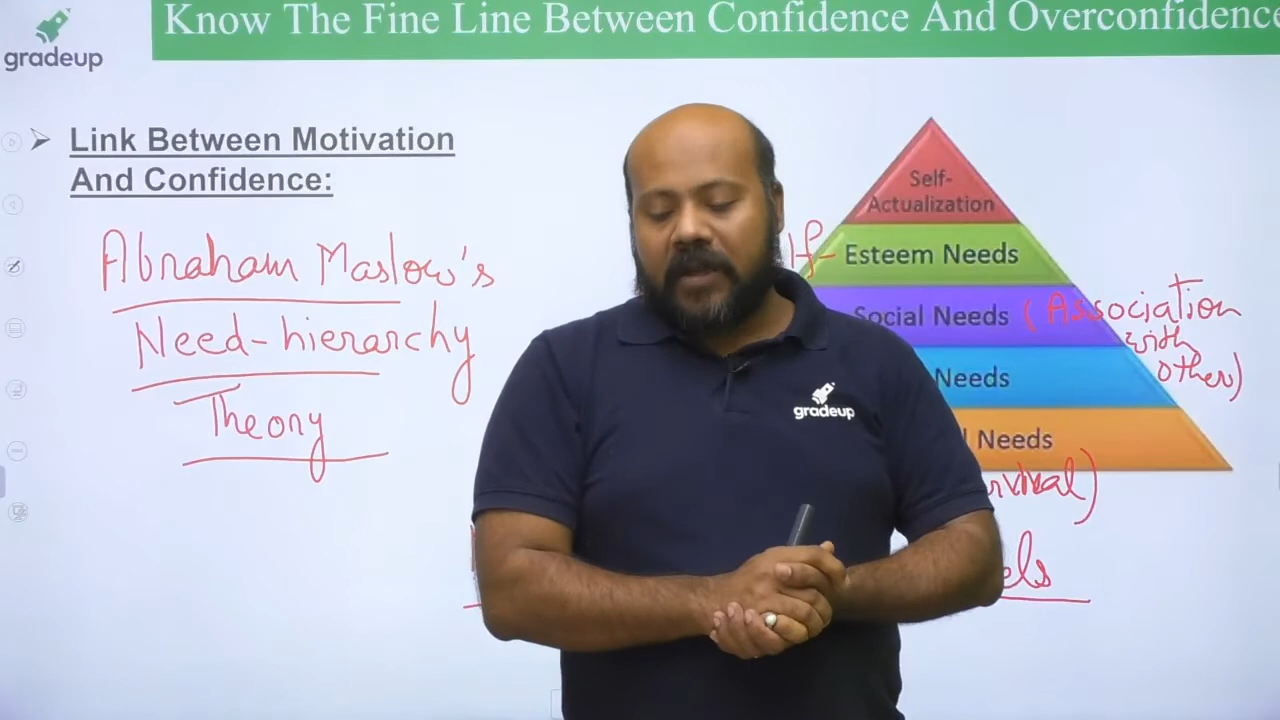 Know The Fine Line Between Confidence And Overconfidence
gradeup
Link Between Motivation
And Confidence:
Abraham Maslow's
Need-hierarchy
Theory
Self-
Actualization
Esteem Needs
Social Needs (Association
with
others)
Needs
Needs
gradeup